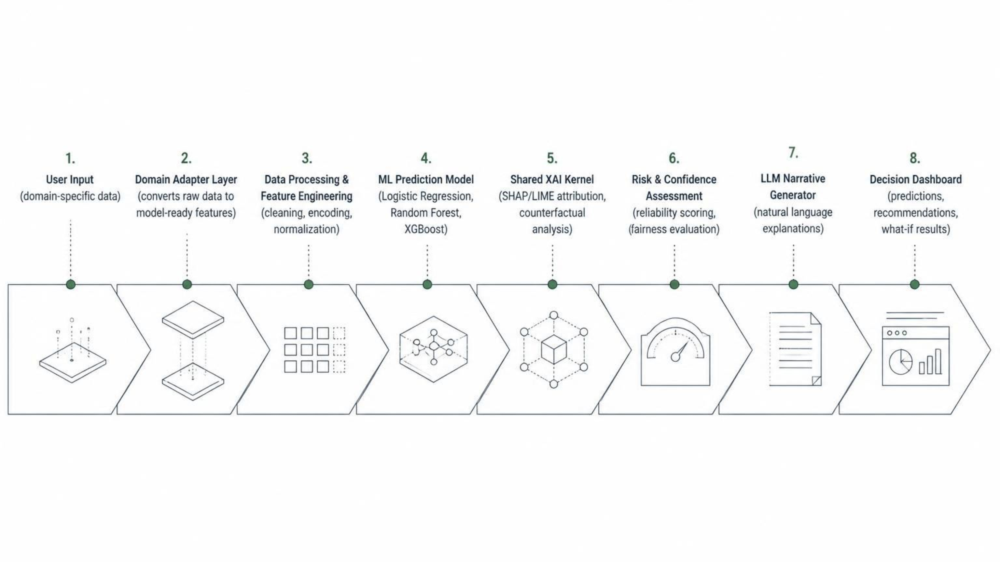 1.
User Input
(domain-specific data)
2.
Domain Adapter Layer
(converts raw data to
model-ready features)
3.
Data Processing &
Feature Engineering
(cleaning, encoding,
normalization)
4.
ML Prediction Model
(Logistic Regression,
Random Forest,
XGBoost)
5.
Shared XAI Kernel
(SHAP/LIME attribution,
counterfactual
analysis)
6.
Risk & Confidence
Assessment
(reliability scoring,
(fairness evaluation)
7.
LLM Narrative
Generator
(natural language
explanations)
8.
Decision Dashboard
(predictions,
recommendations,
what-if results)